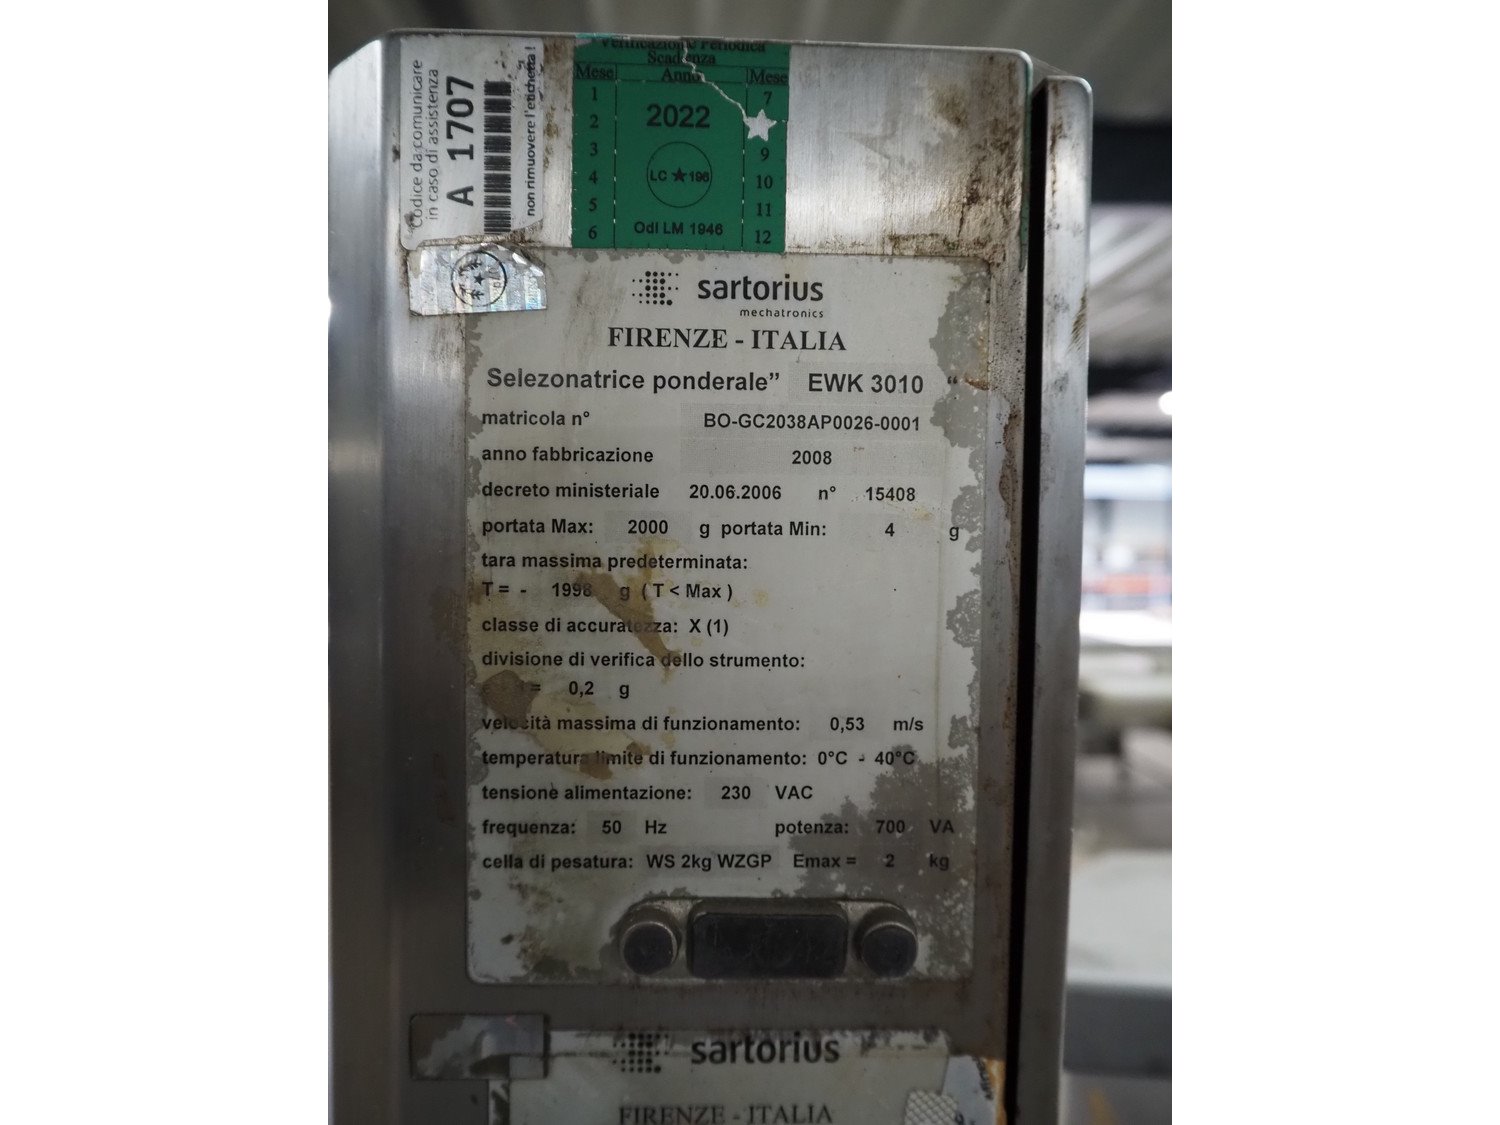 Codice da comunicare
in caso di assistenza
A 1707
non rimuovere l'etichetta!
Verificazione Periodica
Scadenza
Mese Anno Mese
1 7
2 2022
3 9
4 LC ★ 196 10
5 11
6 OdI LM 1946 12
sartorius
mechatronics
FIRENZE - ITALIA
Selezonatrice ponderale” EWK 3010 “
matricola n° BO-GC2038AP0026-0001
anno fabbricazione 2008
decreto ministeriale 20.06.2006 n° 15408
portata Max: 2000 g portata Min: 4 g
tara massima predeterminata:
T = - 1998 g ( T < Max )
classe di accuratezza: X (1)
divisione di verifica dello strumento:
= 0,2 g
velocità massima di funzionamento: 0,53 m/s
temperatura limite di funzionamento: 0°C - 40°C
tensione alimentazione: 230 VAC
frequenza: 50 Hz potenza: 700 VA
cella di pesatura: WS 2kg WZGP Emax = 2 kg
sartorius
FIRENZE - ITALIA